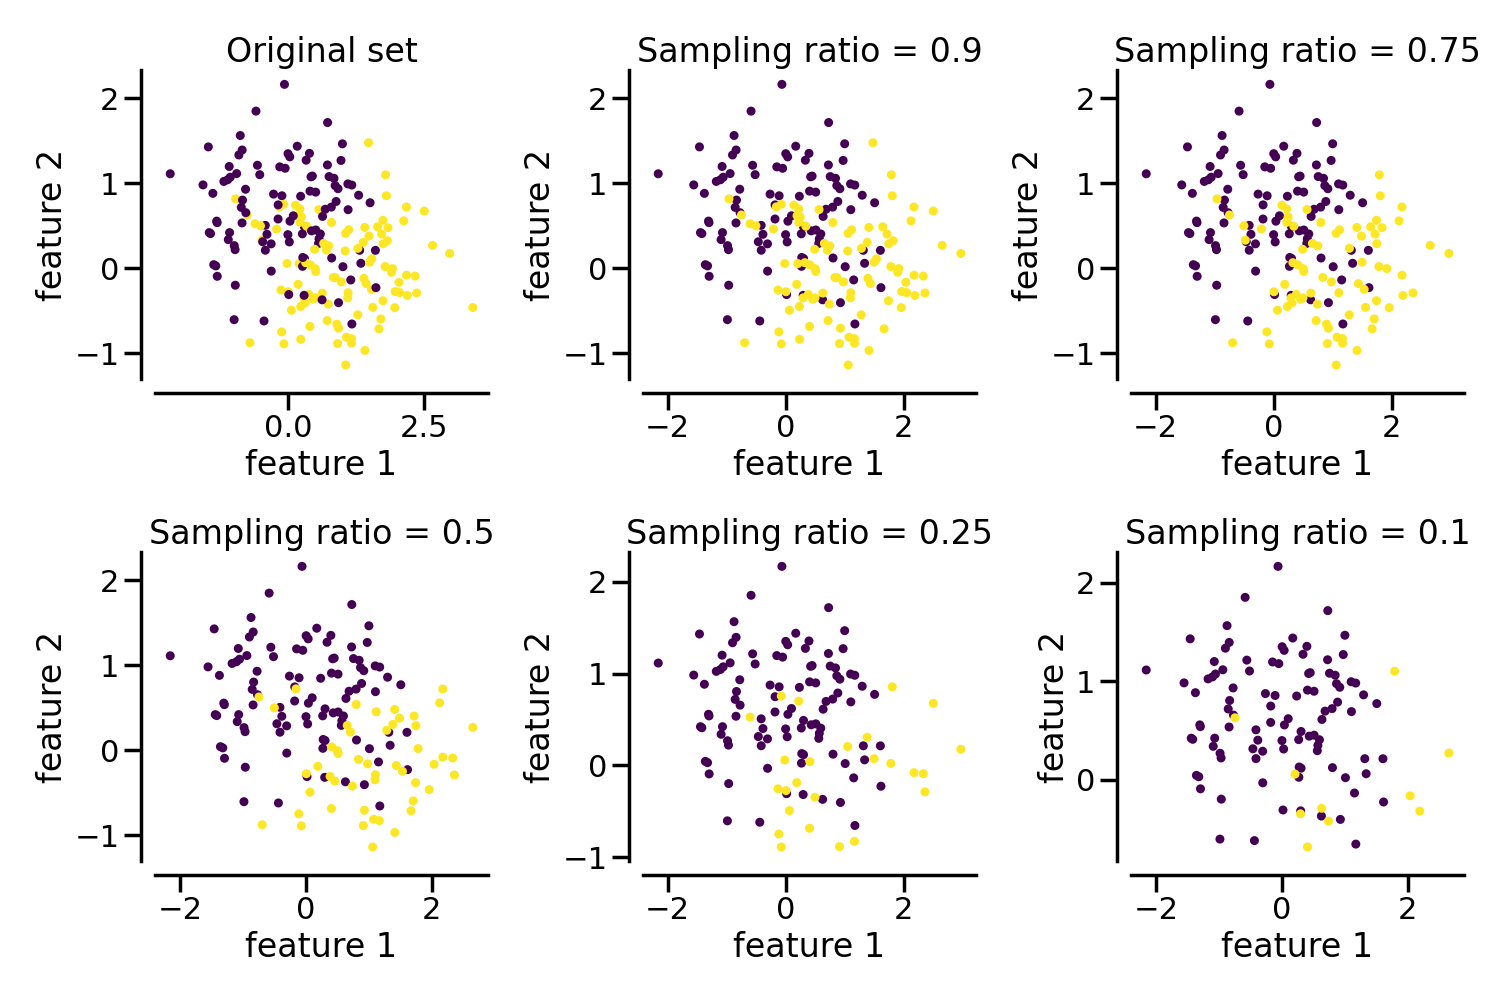 Original set
Sampling ratio = 0.9
Sampling ratio = 0.75
2
1
0
−1
feature 2
0.0
2.5
feature 1
2
1
0
−1
feature 2
−2
0
2
feature 1
2
1
0
−1
feature 2
−2
0
2
feature 1
Sampling ratio = 0.5
Sampling ratio = 0.25
Sampling ratio = 0.1
2
1
0
−1
feature 2
−2
0
2
feature 1
2
1
0
−1
feature 2
−2
0
2
feature 1
2
1
0
feature 2
−2
0
2
feature 1